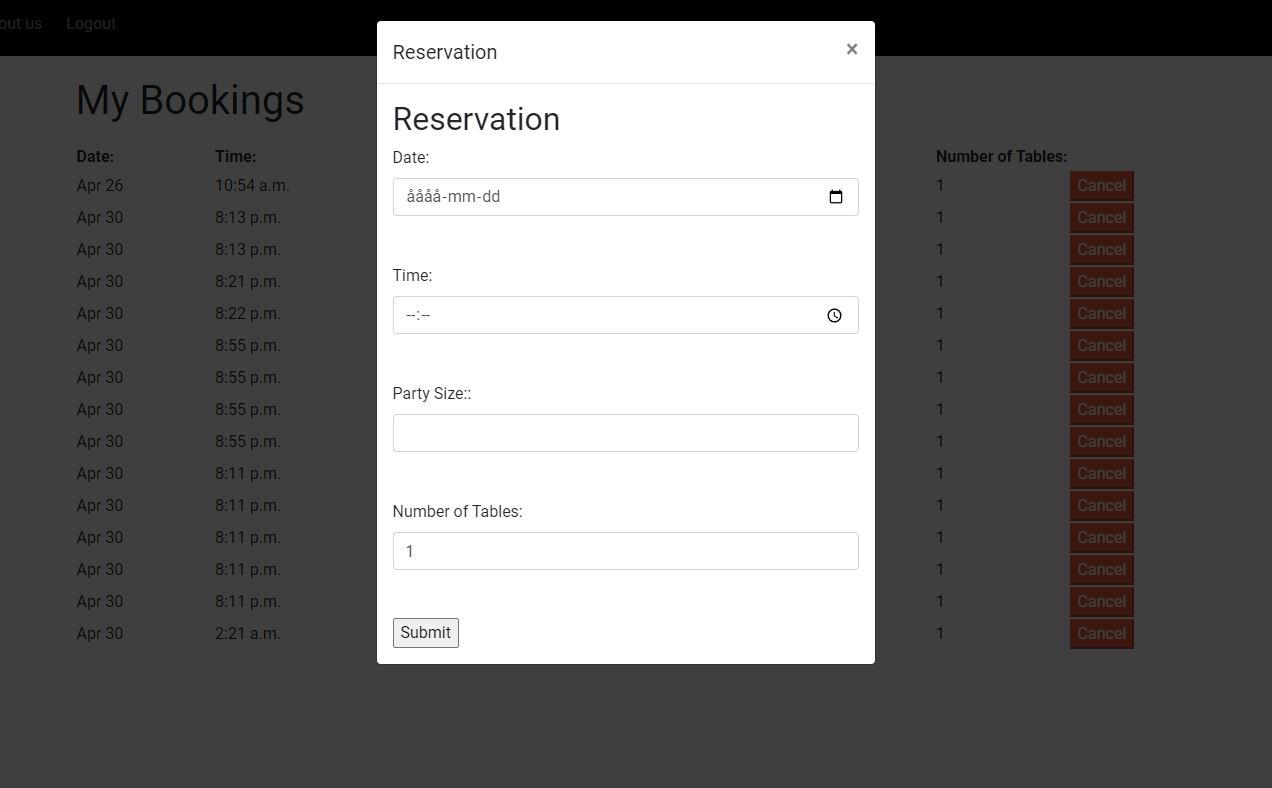 out us Logout
Reservation ×
My Bookings
Reservation
Date: Time: Number of Tables:
Date:
åååå-mm-dd
Time:
--:--
Party Size::
Number of Tables:
1
Submit
Apr 26 10:54 a.m. 1 Cancel
Apr 30 8:13 p.m. 1 Cancel
Apr 30 8:13 p.m. 1 Cancel
Apr 30 8:21 p.m. 1 Cancel
Apr 30 8:22 p.m. 1 Cancel
Apr 30 8:55 p.m. 1 Cancel
Apr 30 8:55 p.m. 1 Cancel
Apr 30 8:55 p.m. 1 Cancel
Apr 30 8:55 p.m. 1 Cancel
Apr 30 8:11 p.m. 1 Cancel
Apr 30 8:11 p.m. 1 Cancel
Apr 30 8:11 p.m. 1 Cancel
Apr 30 8:11 p.m. 1 Cancel
Apr 30 8:11 p.m. 1 Cancel
Apr 30 2:21 a.m. 1 Cancel